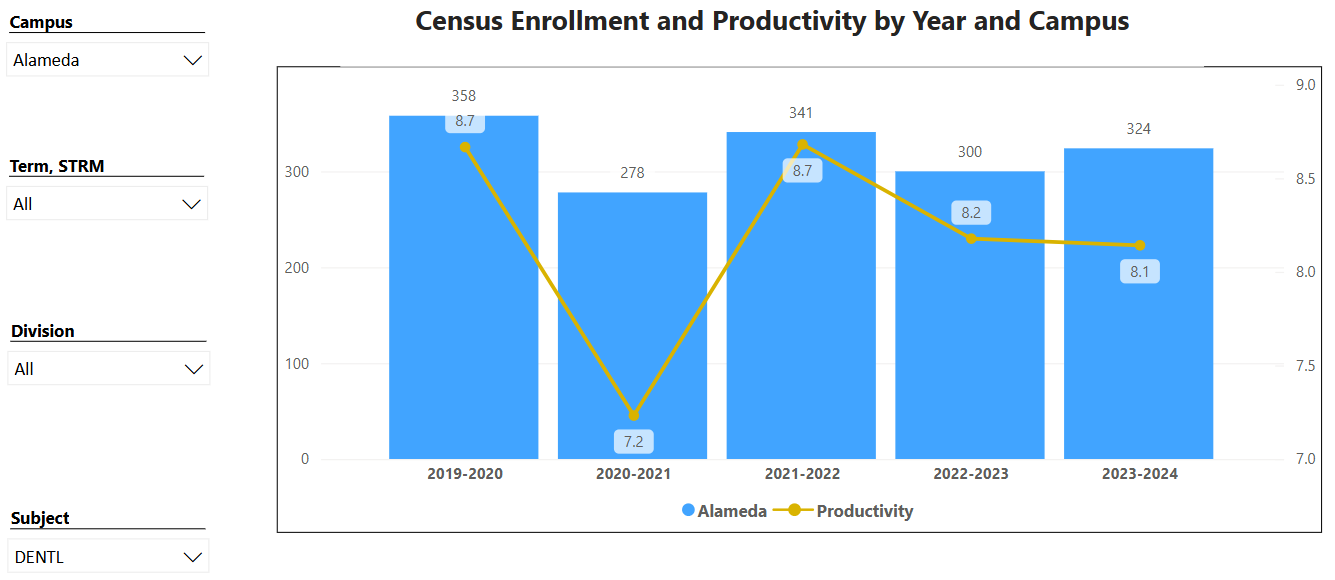 Campus
Alameda
Term, STRM
All
Division
All
Subject
DENTL
Census Enrollment and Productivity by Year and Campus
358
8.7
278
7.2
341
8.7
300
8.2
324
8.1
300
200
100
0
9.0
8.5
8.0
7.5
7.0
2019-2020 2020-2021 2021-2022 2022-2023 2023-2024
Alameda Productivity